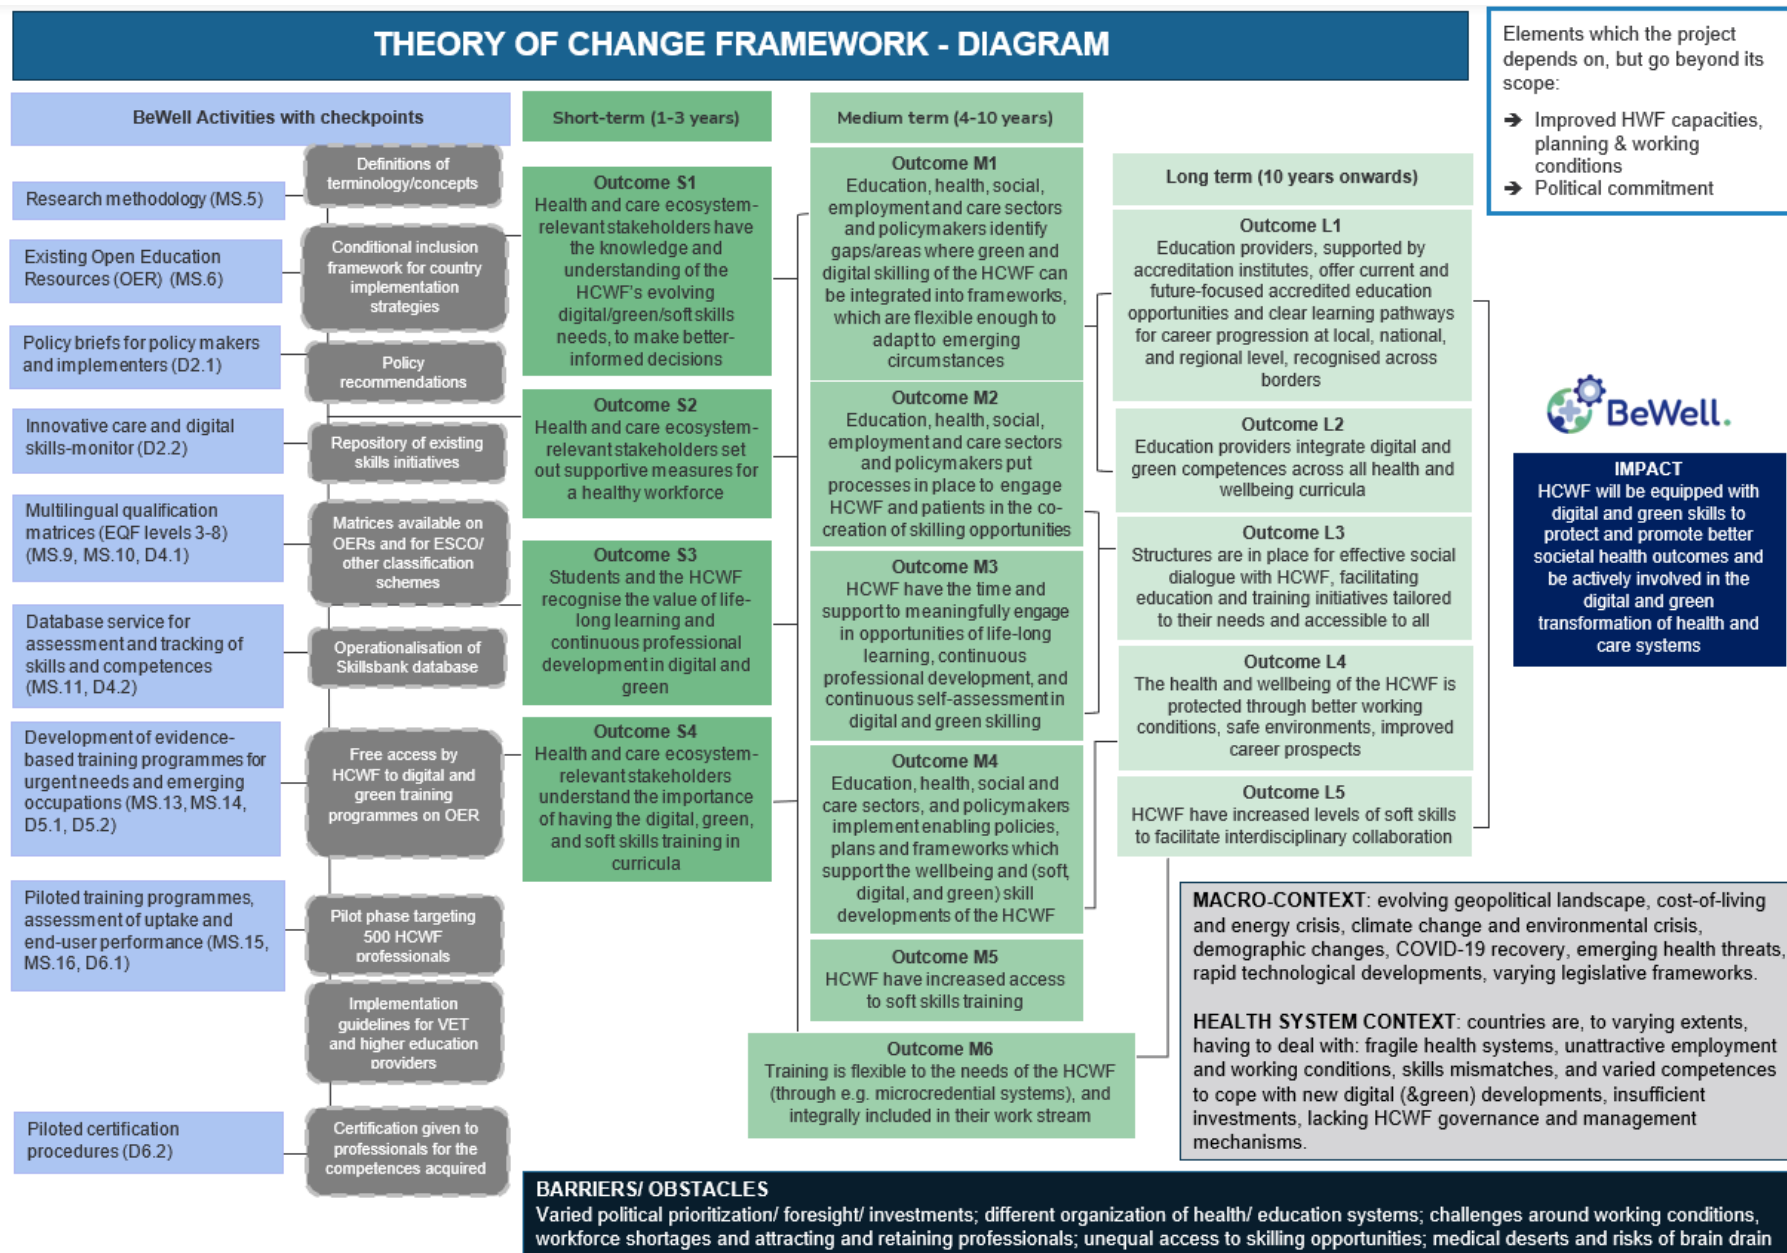 THEORY OF CHANGE FRAMEWORK - DIAGRAM
Elements which the project
depends on, but go beyond its
scope:
➔ Improved HWF capacities,
planning & working
conditions
➔ Political commitment
BeWell Activities with checkpoints
Research methodology (MS.5)
Existing Open Education
Resources (OER) (MS.6)
Policy briefs for policy makers
and implementers (D2.1)
Innovative care and digital
skills-monitor (D2.2)
Multilingual qualification
matrices (EQF levels 3-8)
(MS.9, MS.10, D4.1)
Database service for
assessment and tracking of
skills and competences
(MS.11, D4.2)
Development of evidence-
based training programmes for
urgent needs and emerging
occupations (MS.13, MS.14,
D5.1, D5.2)
Piloted training programmes,
assessment of uptake and
end-user performance (MS.15,
MS.16, D6.1)
Piloted certification
procedures (D6.2)
Definitions of
terminology/concepts
Conditional inclusion
framework for country
implementation
strategies
Policy
recommendations
Repository of existing
skills initiatives
Matrices available on
OERs and for ESCO/
other classification
schemes
Operationalisation of
Skillsbank database
Free access by
HCWF to digital and
green training
programmes on OER
Pilot phase targeting
500 HCWF
professionals
Implementation
guidelines for VET
and higher education
providers
Certification given to
professionals for the
competences acquired
Short-term (1-3 years)
Outcome S1
Health and care ecosystem-
relevant stakeholders have
the knowledge and
understanding of the
HCWF's evolving
digital/green/soft skills
needs, to make better-
informed decisions
Outcome S2
Health and care ecosystem-
relevant stakeholders set
out supportive measures for
a healthy workforce
Outcome S3
Students and the HCWF
recognise the value of life-
long learning and
continuous professional
development in digital and
green
Outcome S4
Health and care ecosystem-
relevant stakeholders
understand the importance
of having the digital, green,
and soft skills training in
curricula
Medium term (4-10 years)
Outcome M1
Education, health, social,
employment and care sectors
and policymakers identify
gaps/areas where green and
digital skilling of the HCWF can
be integrated into frameworks,
which are flexible enough to
adapt to emerging
circumstances
Outcome M2
Education, health, social,
employment and care sectors
and policymakers put
processes in place to engage
HCWF and patients in the co-
creation of skilling opportunities
Outcome M3
HCWF have the time and
support to meaningfully engage
in opportunities of life-long
learning, continuous
professional development, and
continuous self-assessment in
digital and green skilling
Outcome M4
Education, health, social and
care sectors, and policymakers
implement enabling policies,
plans and frameworks which
support the wellbeing and (soft,
digital, and green) skill
developments of the HCWF
Outcome M5
HCWF have increased access
to soft skills training
Outcome M6
Training is flexible to the needs of the HCWF
(through e.g. microcredential systems), and
integrally included in their work stream
Long term (10 years onwards)
Outcome L1
Education providers, supported by
accreditation institutes, offer current and
future-focused accredited education
opportunities and clear learning pathways
for career progression at local, national,
and regional level, recognised across
borders
Outcome L2
Education providers integrate digital and
green competences across all health and
wellbeing curricula
Outcome L3
Structures are in place for effective social
dialogue with HCWF, facilitating
education and training initiatives tailored
to their needs and accessible to all
Outcome L4
The health and wellbeing of the HCWF is
protected through better working
conditions, safe environments, improved
career prospects
Outcome L5
HCWF have increased levels of soft skills
to facilitate interdisciplinary collaboration
BeWell.
IMPACT
HCWF will be equipped with
digital and green skills to
protect and promote better
societal health outcomes and
be actively involved in the
digital and green
transformation of health and
care systems
MACRO-CONTEXT: evolving geopolitical landscape, cost-of-living
and energy crisis, climate change and environmental crisis,
demographic changes, COVID-19 recovery, emerging health threats,
rapid technological developments, varying legislative frameworks.
HEALTH SYSTEM CONTEXT: countries are, to varying extents,
having to deal with: fragile health systems, unattractive employment
and working conditions, skills mismatches, and varied competences
to cope with new digital (&green) developments, insufficient
investments, lacking HCWF governance and management
mechanisms.
BARRIERS/ OBSTACLES
Varied political prioritization/ foresight/ investments; different organization of health/ education systems; challenges around working conditions,
workforce shortages and attracting and retaining professionals; unequal access to skilling opportunities; medical deserts and risks of brain drain